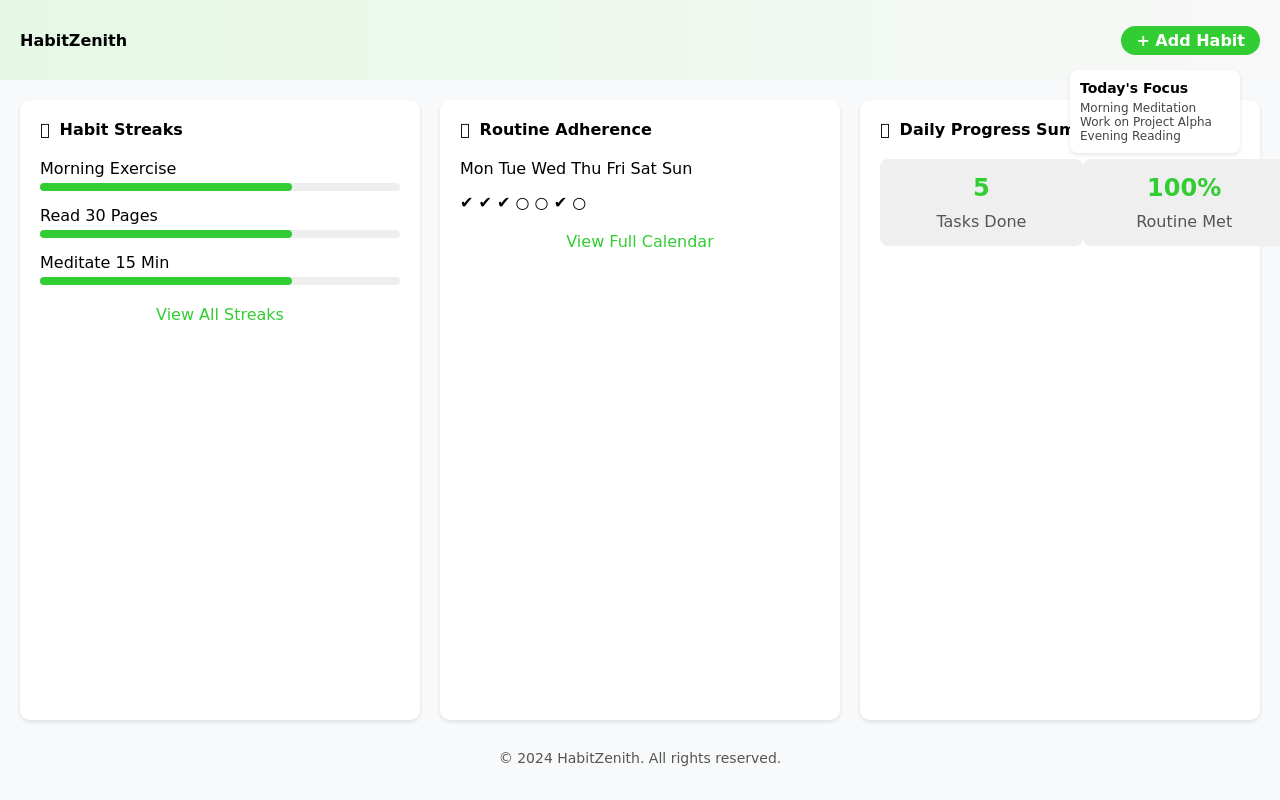 HabitZenith
+ Add Habit
Today's Focus
Morning Meditation
Work on Project Alpha
Evening Reading
Habit Streaks
Morning Exercise
Read 30 Pages
Meditate 15 Min
View All Streaks
Routine Adherence
Mon Tue Wed Thu Fri Sat Sun
✔ ✔ ✔ ○ ○ ✔ ○
View Full Calendar
Daily Progress
5
Tasks Done
100%
Routine Met
© 2024 HabitZenith. All rights reserved.